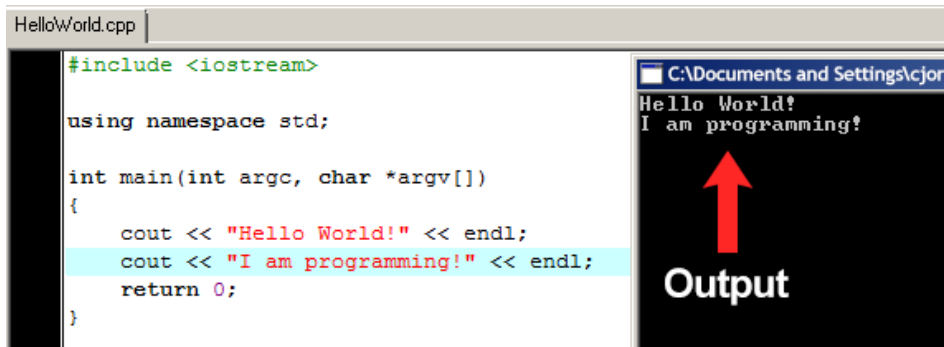 HelloWorld.cpp
#include <iostream>
using namespace std;
int main(int argc, char *argv[])
{
    cout << "Hello World!" << endl;
    cout << "I am programming!" << endl;
    return 0;
}
C:\Documents and Settings\cjor
Hello World!
I am programming!
Output